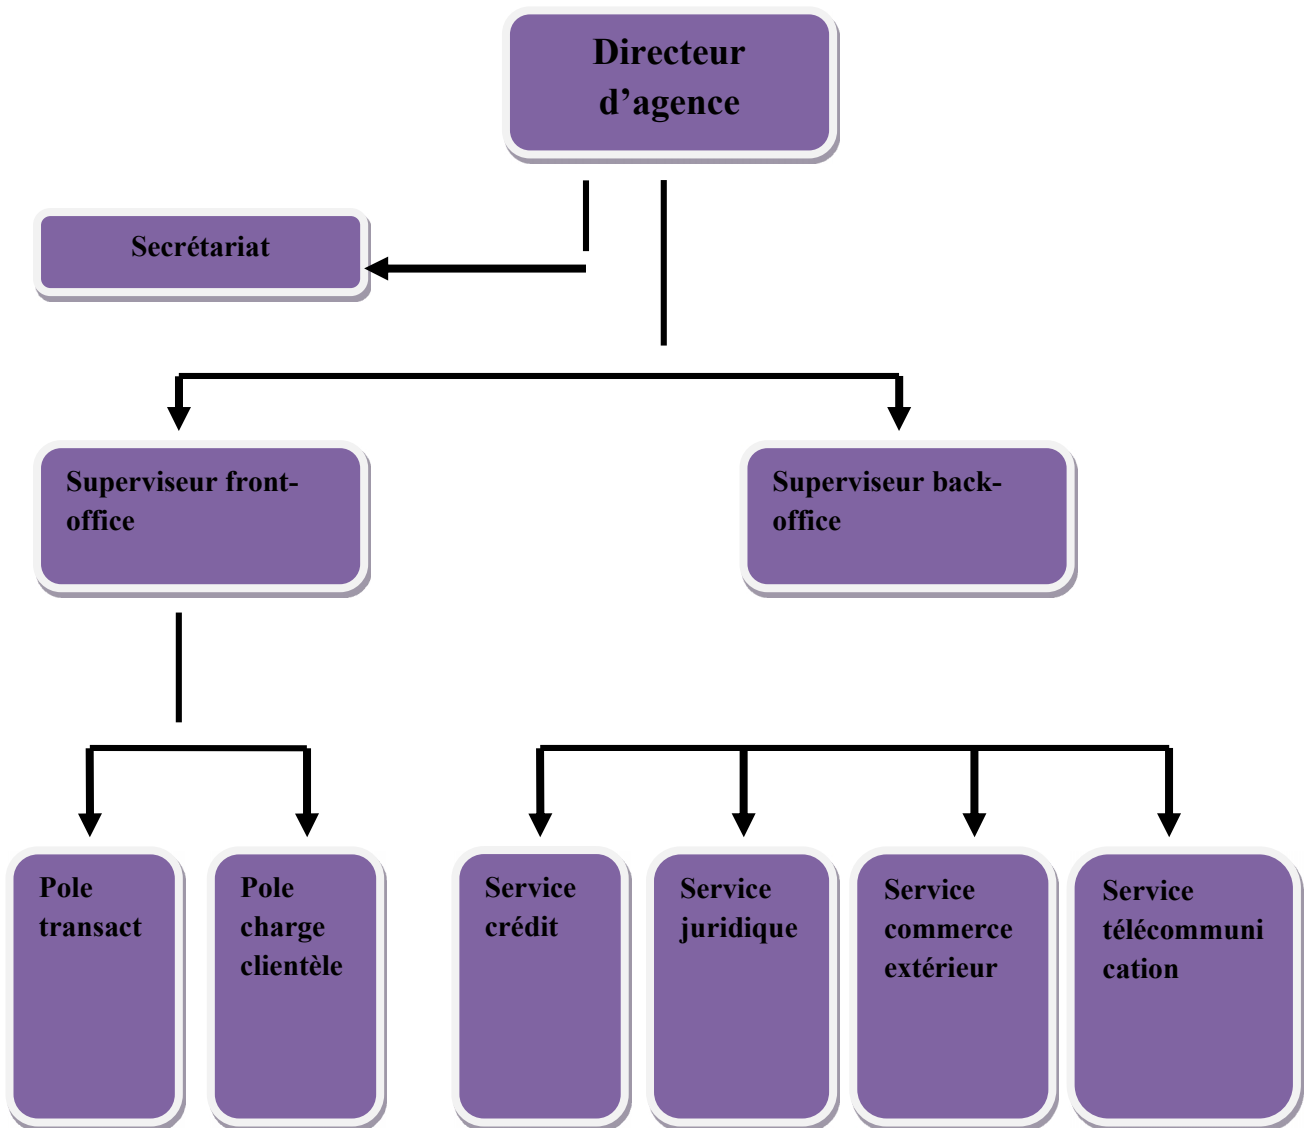 Directeur
d’agence
Secrétariat
Superviseur front-
office
Superviseur back-
office
Pole
transact
Pole
charge
clientèle
Service
crédit
Service
juridique
Service
commerce
extérieur
Service
télécommuni
cation